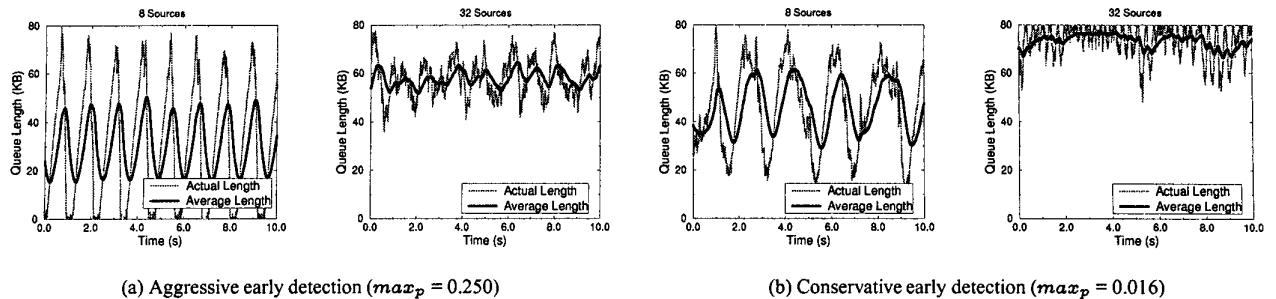 8 Sources
80
60
40
20
0
Queue Length (KB)
0.0 2.0 4.0 6.0 8.0 10.0
Time (s)
Actual Length
Average Length
32 Sources
80
60
40
20
0
Queue Length (KB)
0.0 2.0 4.0 6.0 8.0 10.0
Time (s)
Actual Length
Average Length
8 Sources
80
60
40
20
0
Queue Length (KB)
0.0 2.0 4.0 6.0 8.0 10.0
Time (s)
Actual Length
Average Length
32 Sources
80
60
40
20
0
Queue Length (KB)
0.0 2.0 4.0 6.0 8.0 10.0
Time (s)
Actual Length
Average Length
(a) Aggressive early detection (max_p = 0.250)
(b) Conservative early detection (max_p = 0.016)